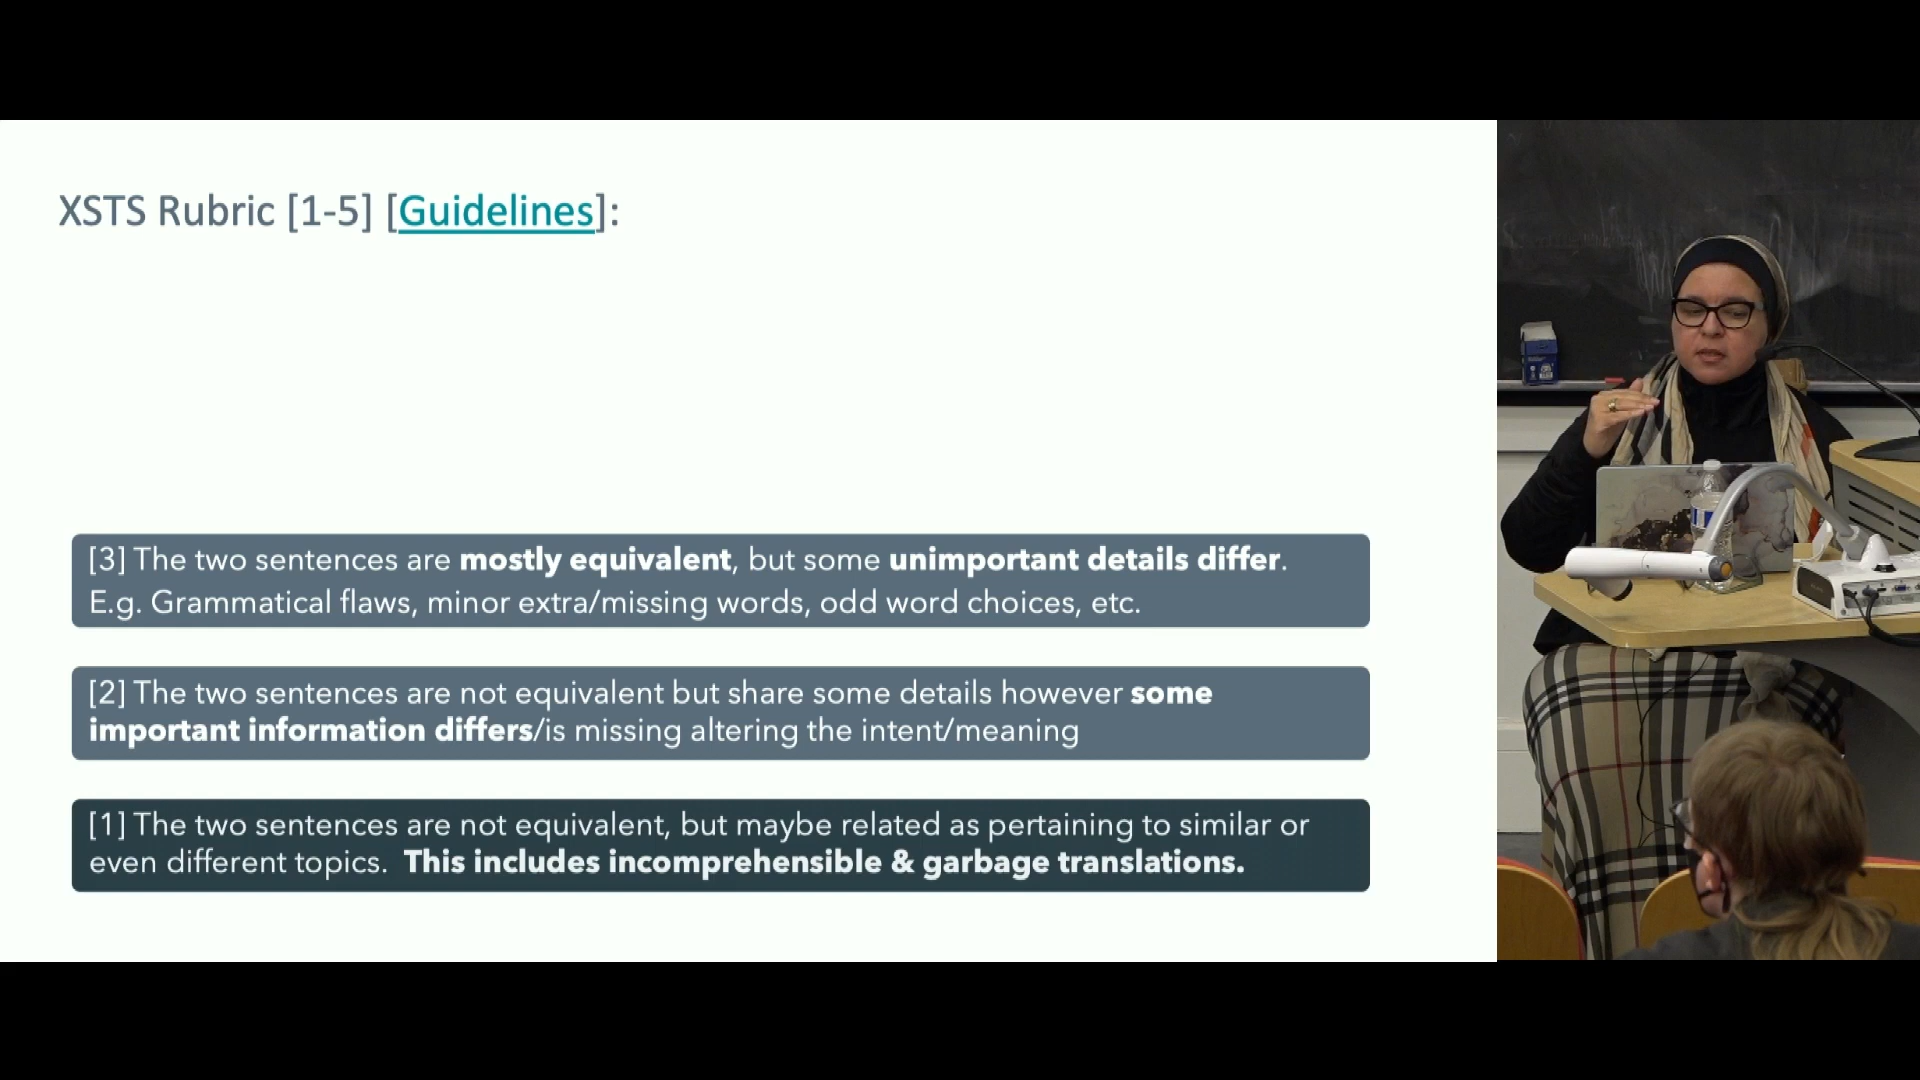 XSTS Rubric [1-5] [Guidelines]:
[3] The two sentences are mostly equivalent, but some unimportant details differ.
E.g. Grammatical flaws, minor extra/missing words, odd word choices, etc.
[2] The two sentences are not equivalent but share some details however some
important information differs/is missing altering the intent/meaning
[1] The two sentences are not equivalent, but maybe related as pertaining to similar or
even different topics. This includes incomprehensible & garbage translations.